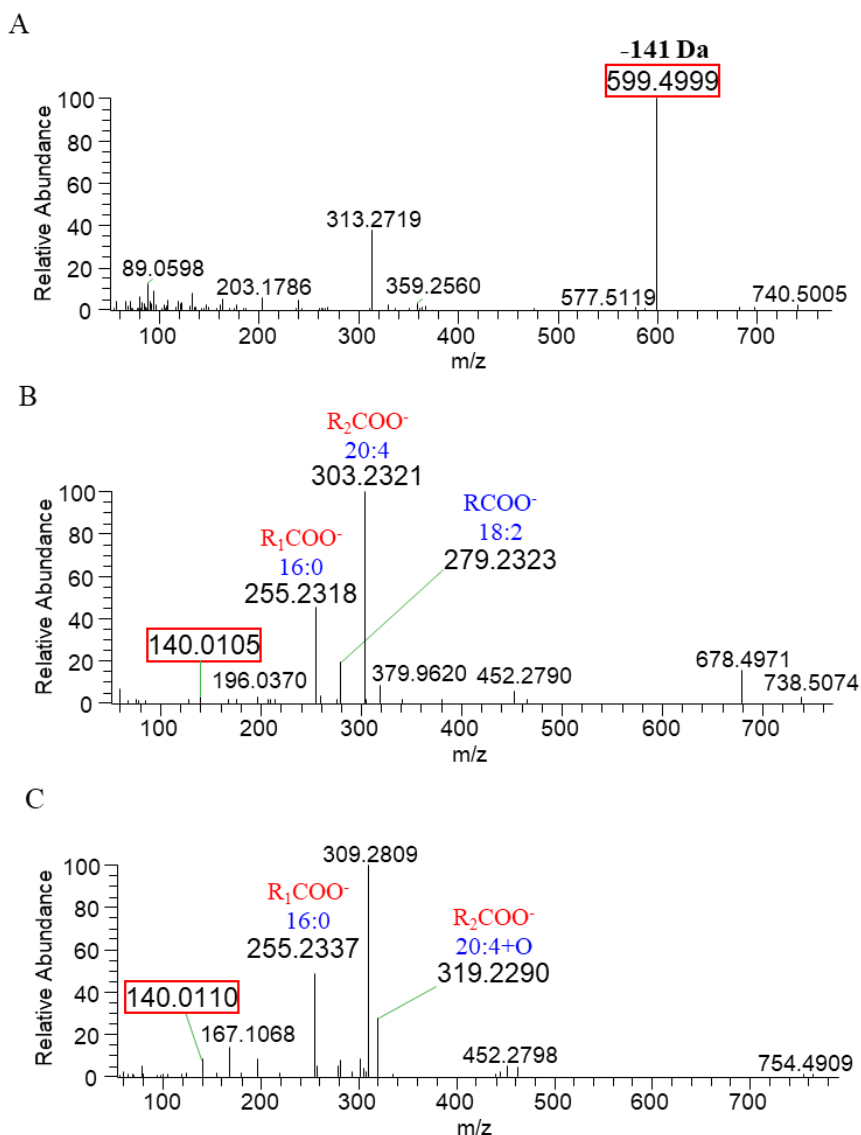 A
-141 Da
599.4999
100
80
60
40
20
0
Relative Abundance
313.2719
89.0598
203.1786
359.2560
577.5119
740.5005
100 200 300 400 500 600 700
m/z
B
R₂COO⁻
20:4
303.2321
RCOO⁻
18:2
279.2323
R₁COO⁻
16:0
255.2318
100
80
60
40
20
0
Relative Abundance
140.0105
196.0370
379.9620
452.2790
678.4971
738.5074
100 200 300 400 500 600 700
m/z
C
309.2809
R₁COO⁻
16:0
255.2337
R₂COO⁻
20:4+O
319.2290
100
80
60
40
20
0
Relative Abundance
140.0110
167.1068
452.2798
754.4909
100 200 300 400 500 600 700
m/z